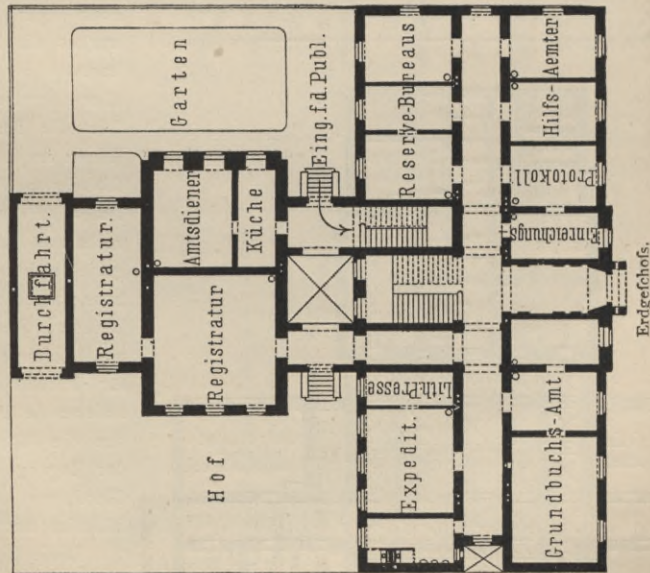 Garten
Eing. f. d. Publ.
Reserve-Bureaus
Hilfs-Aemter
Protokoll
Einreichungs
Durchfahrt.
Registratur.
Amtsdiener
Küche
Registratur
Hof
Lith. Presse
Expedit.
Grundbuchs-Amt
Erdgeſchoſs.